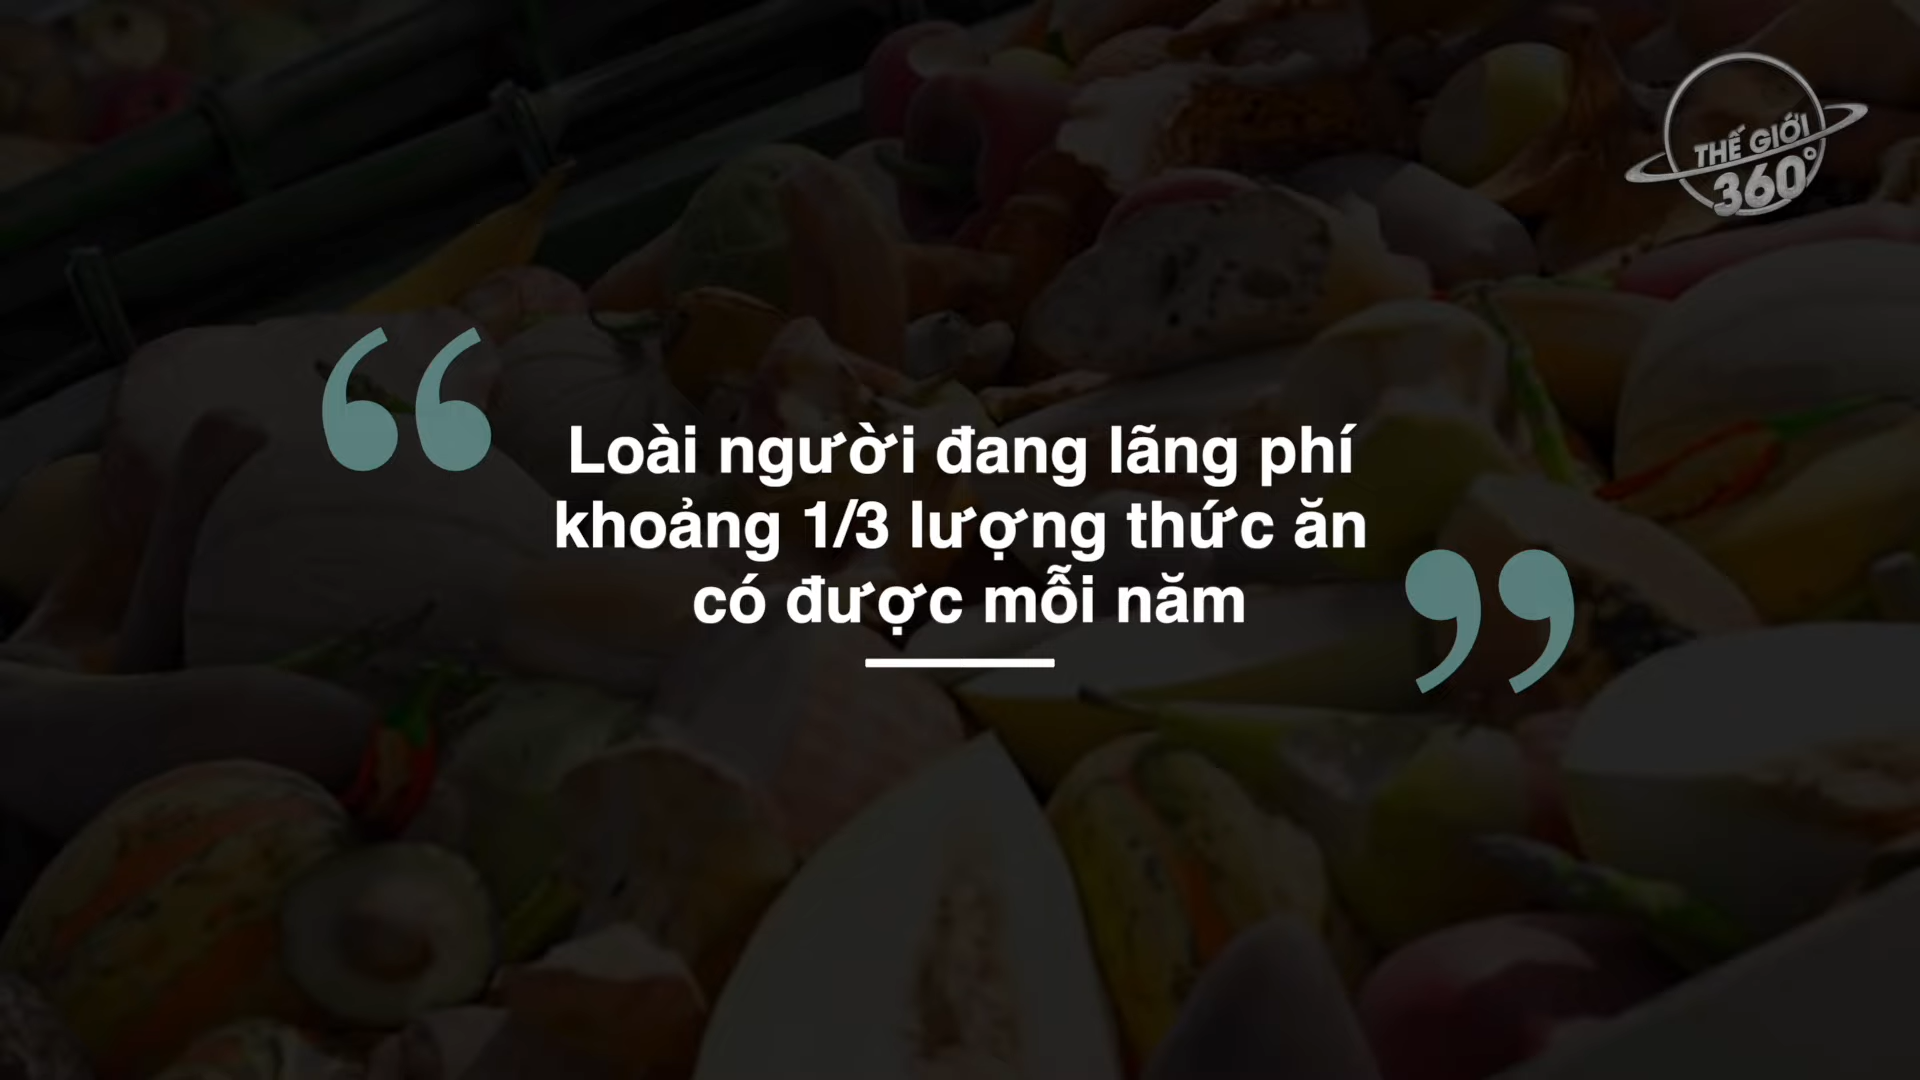 THẾ GIỚI
360°
“Loài người đang lãng phí
khoảng 1/3 lượng thức ăn
có được mỗi năm”